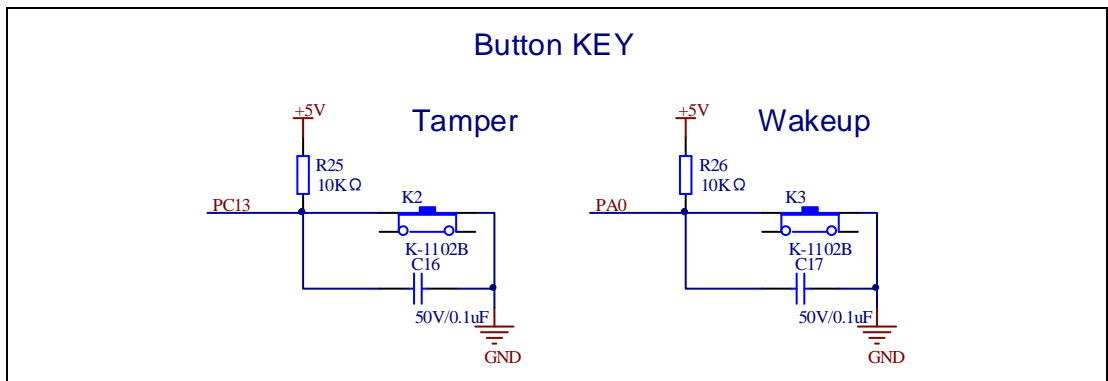 Button KEY
+5V
Tamper
R25
10KΩ
K2
PC13
K-1102B
C16
50V/0.1uF
GND
+5V
Wakeup
R26
10KΩ
K3
PA0
K-1102B
C17
50V/0.1uF
GND